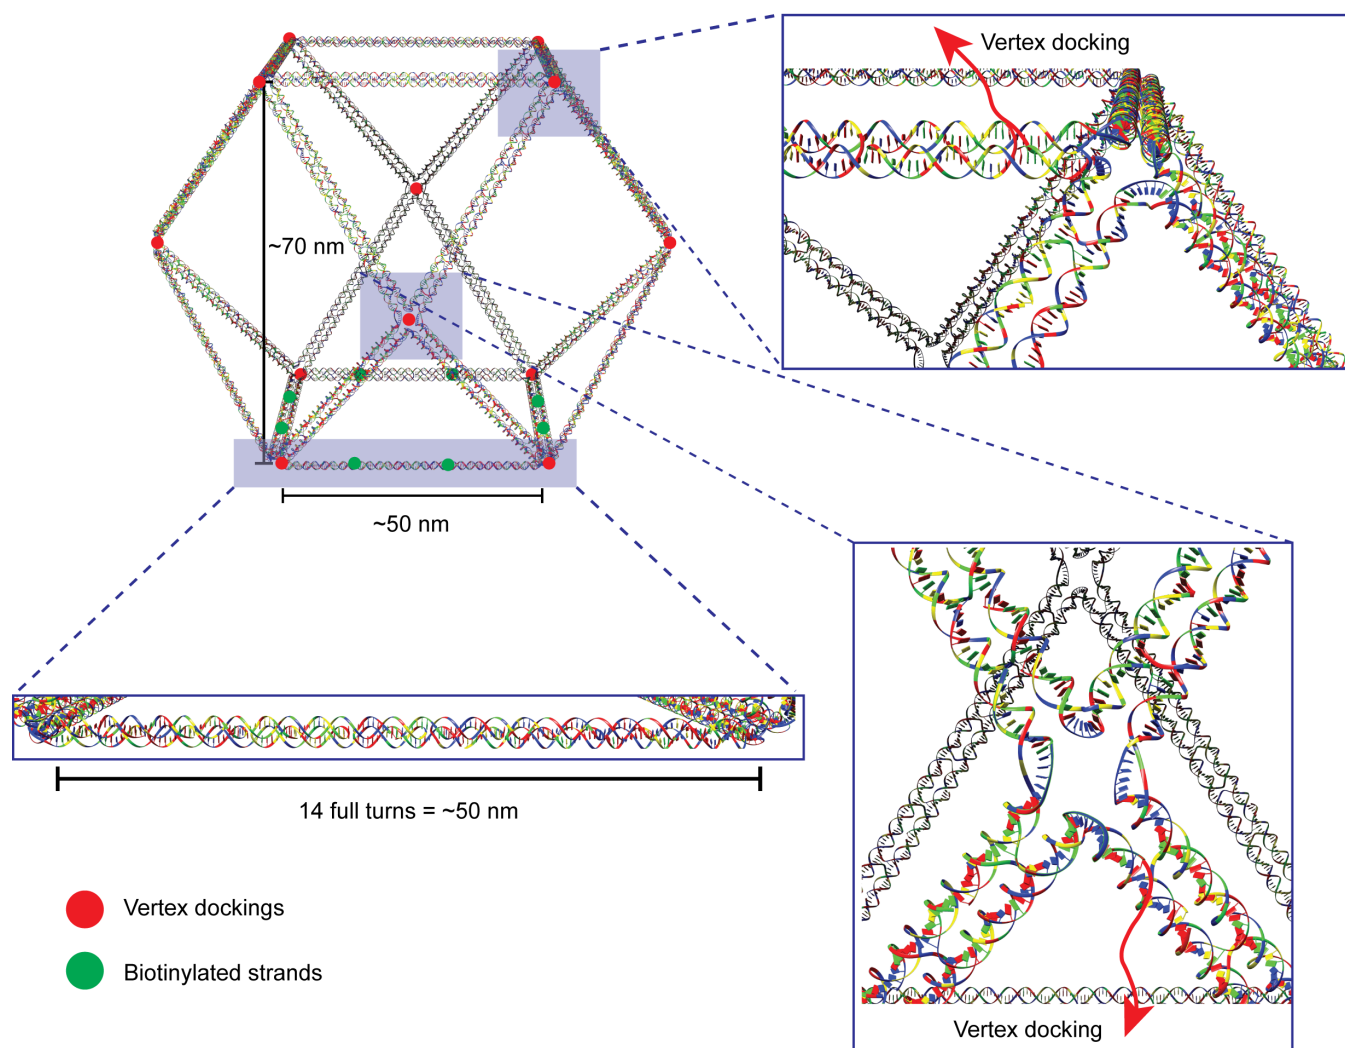 Vertex docking
~70 nm
~50 nm
14 full turns = ~50 nm
Vertex dockings
Biotinylated strands
Vertex docking